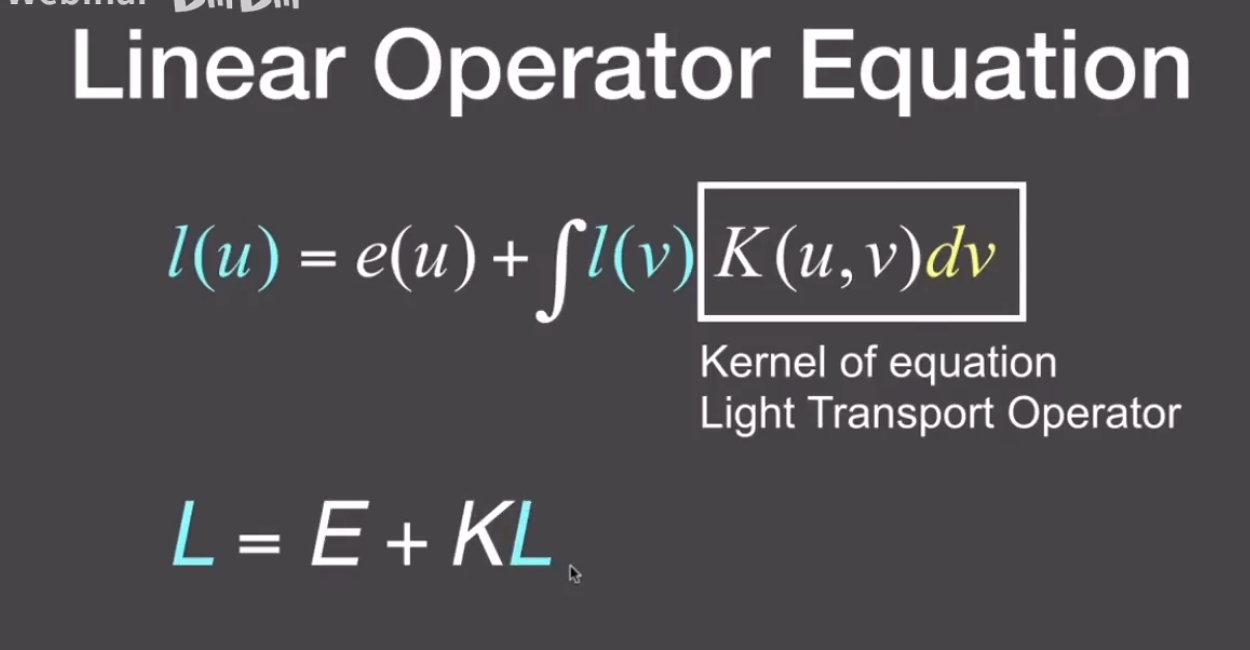 Linear Operator Equation
l(u) = e(u) + ∫l(v) K(u,v)dv
Kernel of equation
Light Transport Operator
L = E + KL